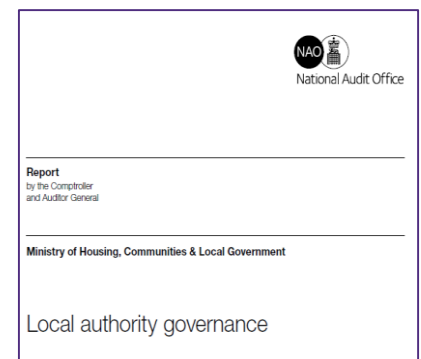 NAO
National Audit Office
Report
by the Comptroller
and Auditor General
Ministry of Housing, Communities & Local Government
Local authority governance